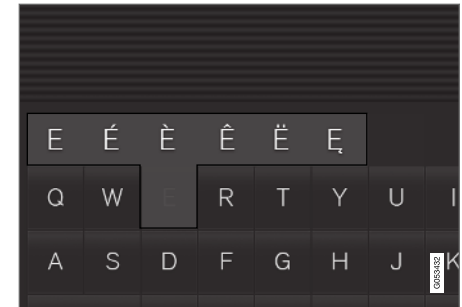 E É È Ê Ë Ę
Q W E R T Y U I
A S D F G H J K
G053432